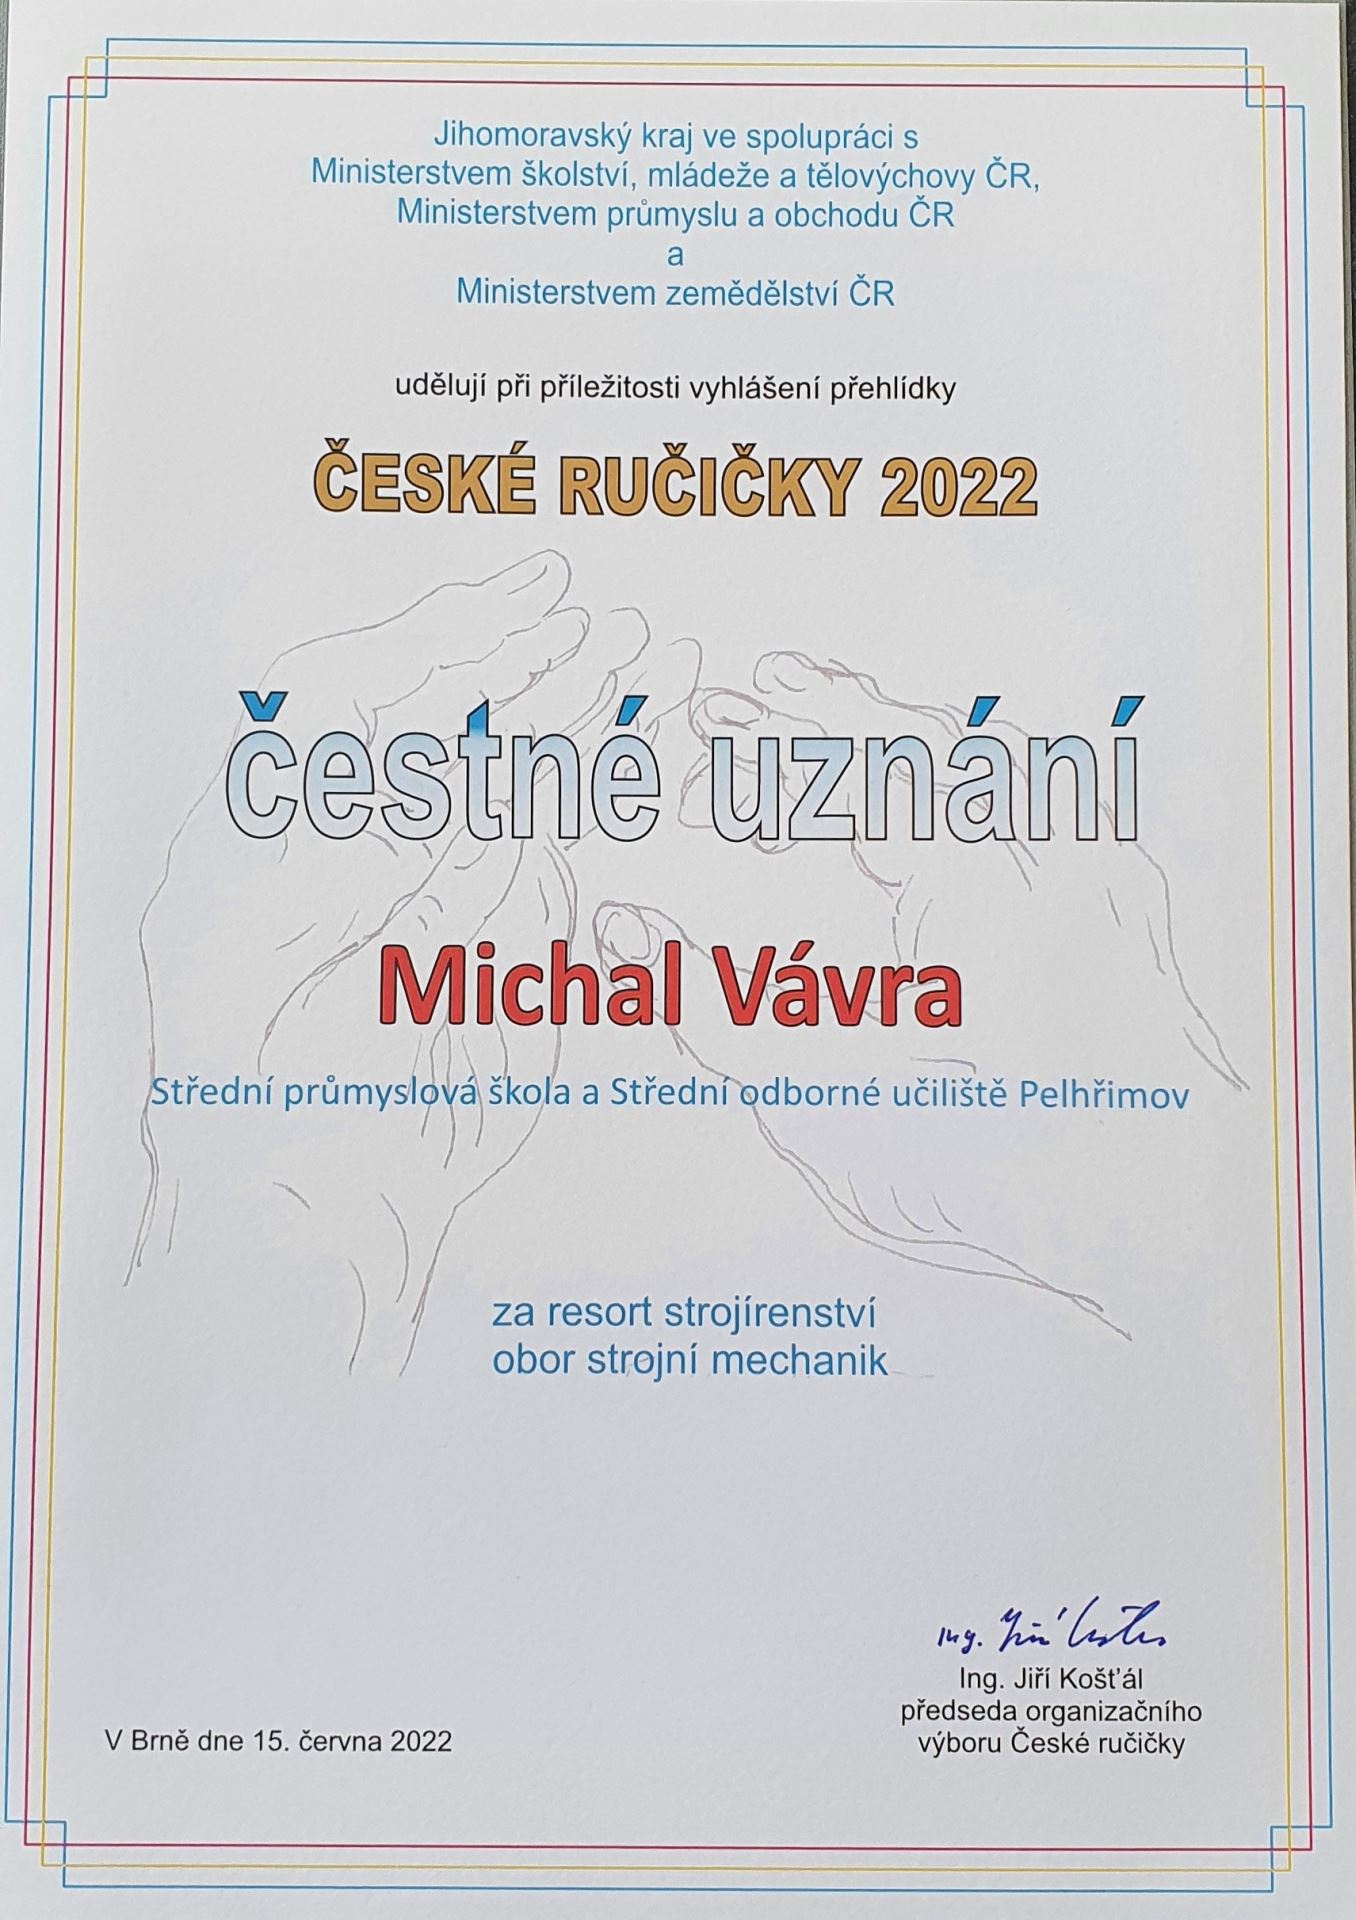 Jihomoravský kraj ve spolupráci s
Ministerstvem školství, mládeže a tělovýchovy ČR,
Ministerstvem průmyslu a obchodu ČR
a
Ministerstvem zemědělství ČR
udělují při příležitosti vyhlášení přehlídky
ČESKÉ RUČIČKY 2022
čestné uznání
Michal Vávra
Střední průmyslová škola a Střední odborné učiliště Pelhřimov
za resort strojírenství
obor strojní mechanik
Ing. Jiří
Ing. Jiří Košťál
předseda organizačního
výboru České ručičky
V Brně dne 15. června 2022